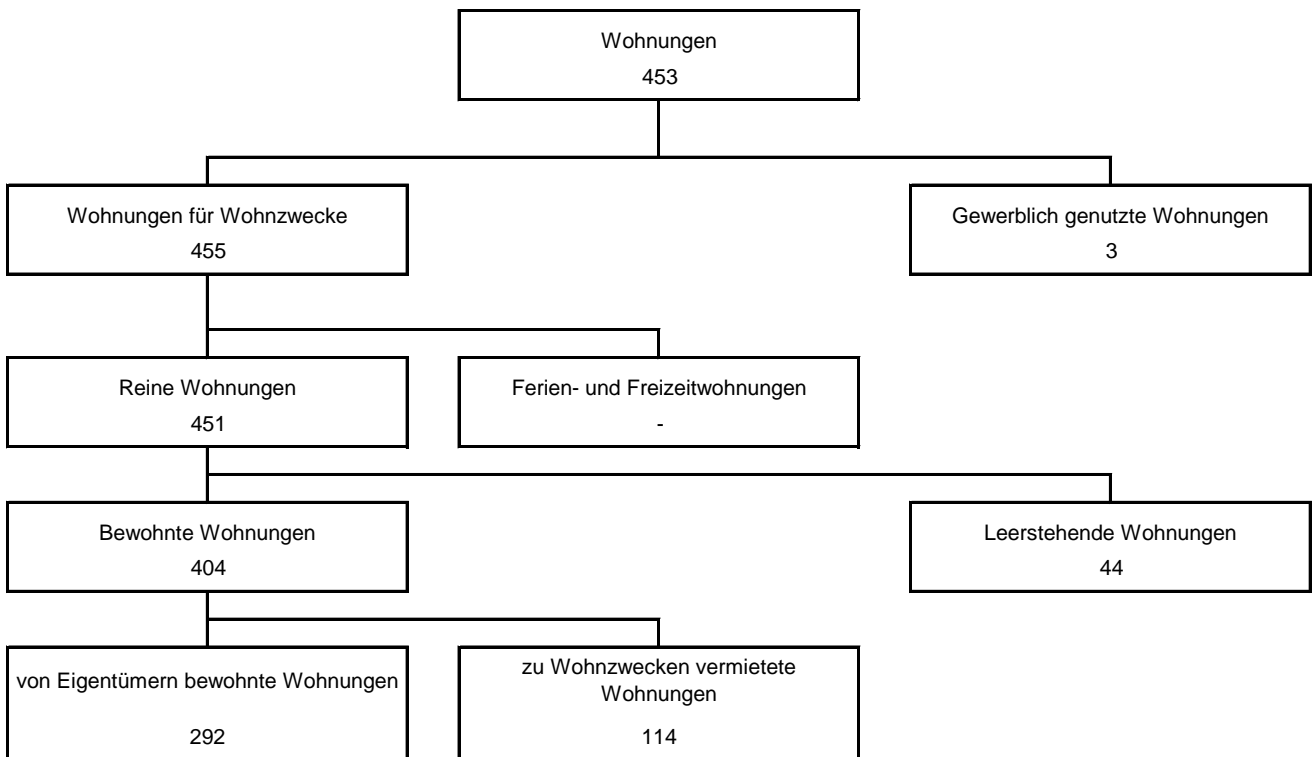 Wohnungen
453
Wohnungen für Wohnzwecke
455
Gewerblich genutzte Wohnungen
3
Reine Wohnungen
451
Ferien- und Freizeitwohnungen
-
Bewohnte Wohnungen
404
Leerstehende Wohnungen
44
von Eigentümern bewohnte Wohnungen
292
zu Wohnzwecken vermietete
Wohnungen
114